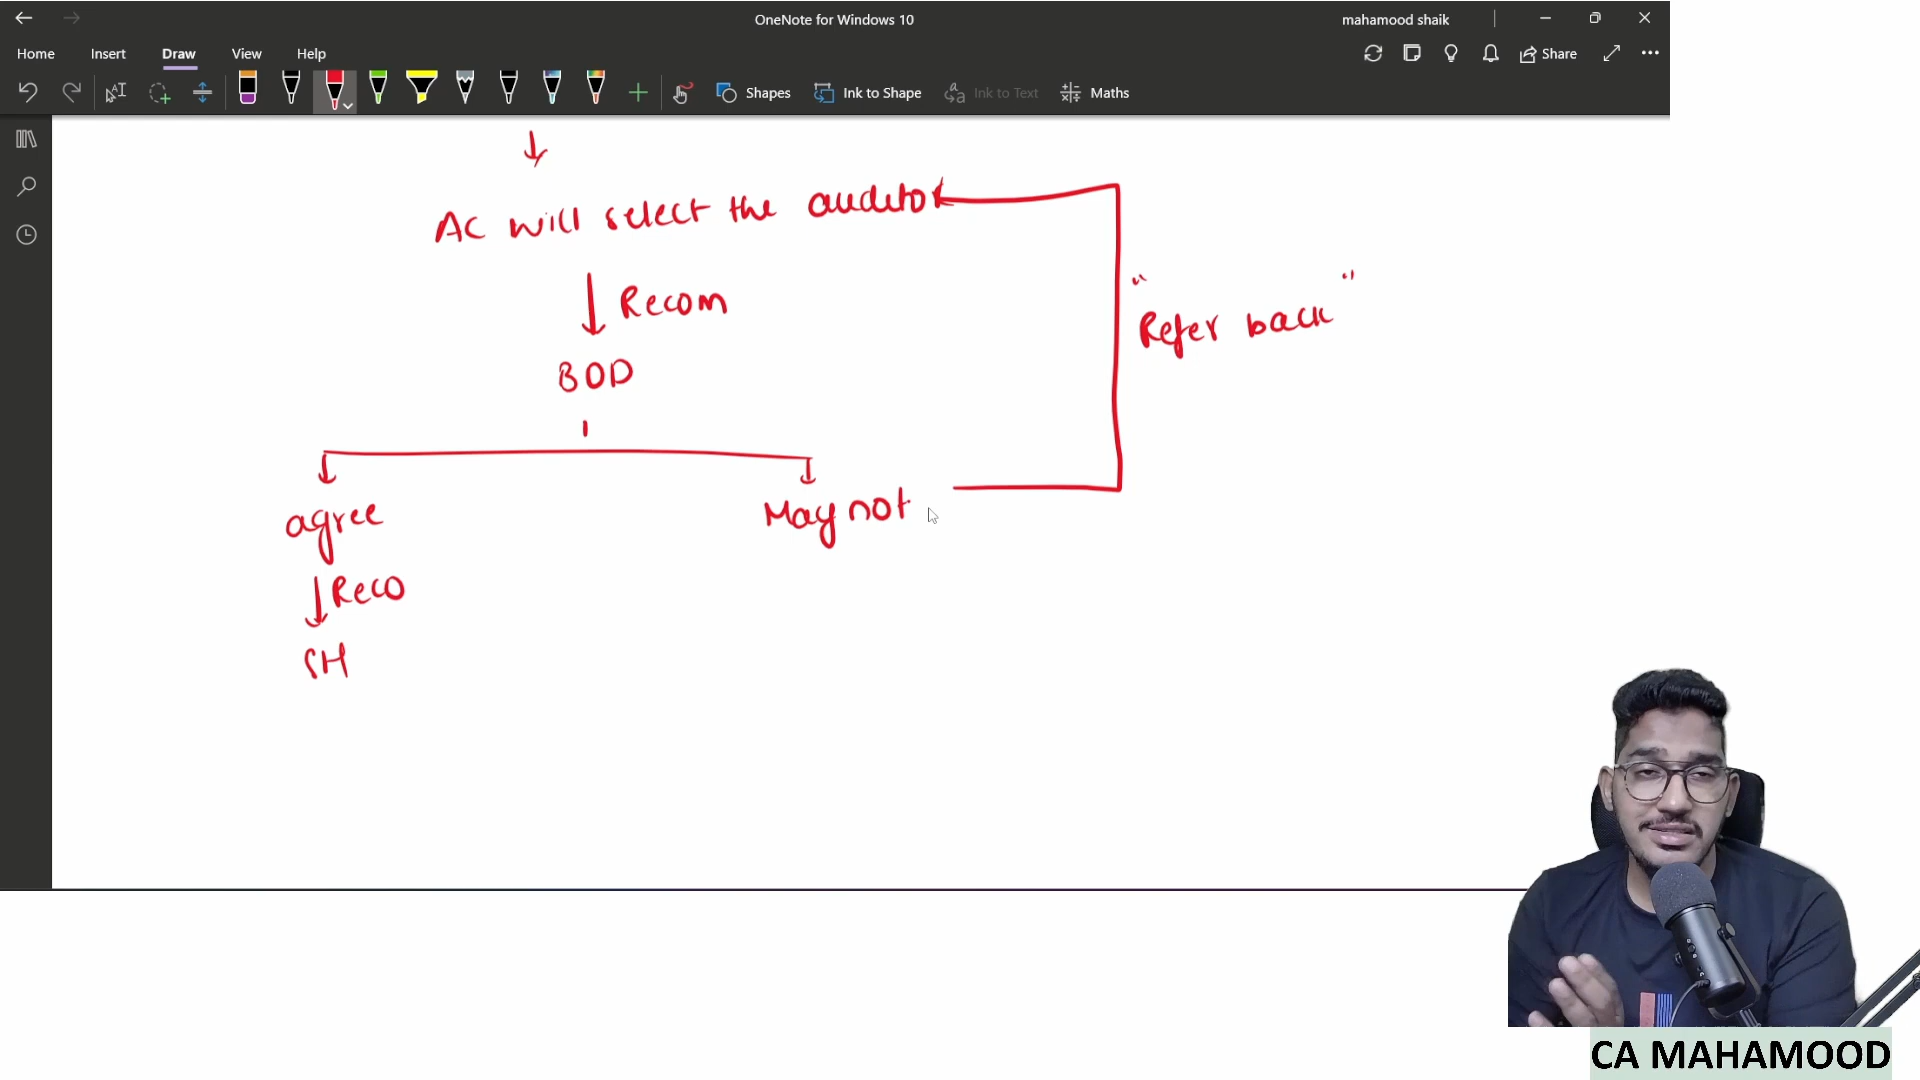 OneNote for Windows 10
mahamood shaik
Home Insert Draw View Help
Share
Shapes Ink to Shape Ink to Text Maths
AC will select the auditor
Recom
"Refer back"
BOD
agree May not
Reco
SH
CA MAHAMOOD